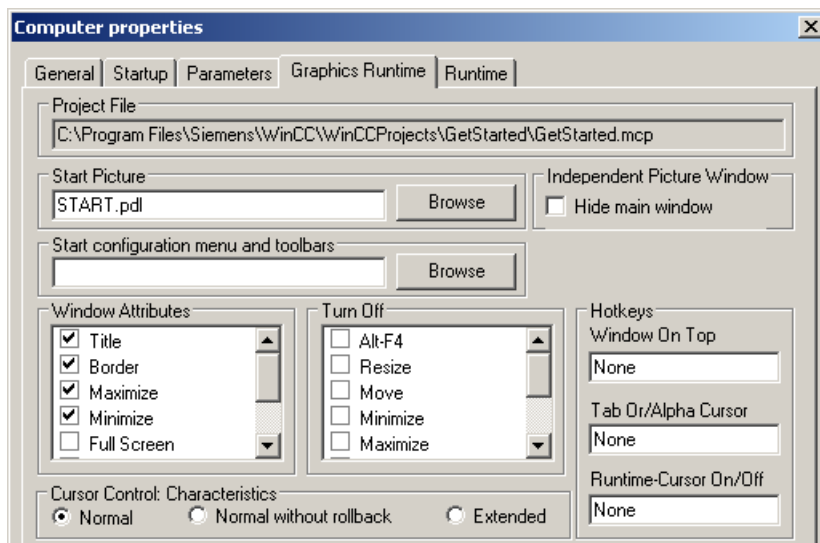 Computer properties
General Startup Parameters Graphics Runtime Runtime
Project File
C:\Program Files\Siemens\WinCC\WinCCProjects\GetStarted\GetStarted.mcp
Start Picture
START.pdl
Browse
Independent Picture Window
Hide main window
Start configuration menu and toolbars
Browse
Window Attributes
Title
Border
Maximize
Minimize
Full Screen
Turn Off
Alt-F4
Resize
Move
Minimize
Maximize
Hotkeys
Window On Top
None
Tab Or/Alpha Cursor
None
Runtime-Cursor On/Off
None
Cursor Control: Characteristics
Normal Normal without rollback Extended